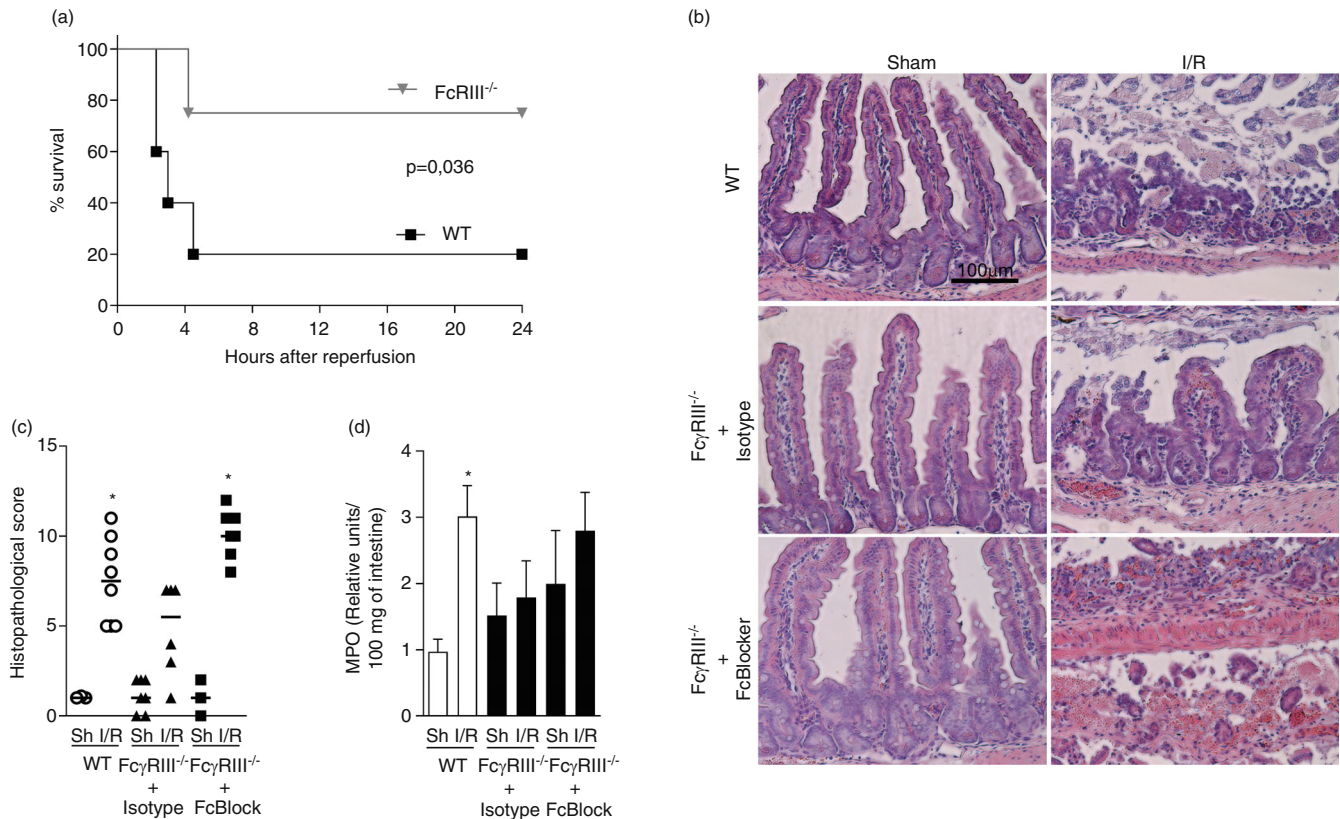 (a)
100
80
60
40
20
0
% survival
FcRIII-/-
p=0,036
WT
0 4 8 12 16 20 24
Hours after reperfusion
(b)
Sham I/R
WT
100μm
FcγRIII-/-
+
Isotype
FcγRIII-/-
+
FcBlocker
(c)
15
10
5
0
Histopathological score
*
*
Sh I/R Sh I/R Sh I/R
WT FcγRIII-/- FcγRIII-/-
+ +
Isotype FcBlock
(d)
4
3
2
1
0
MPO (Relative units/
100 mg of intestine)
*
Sh I/R Sh I/R Sh I/R
WT FcγRIII-/- FcγRIII-/-
+ +
Isotype FcBlock